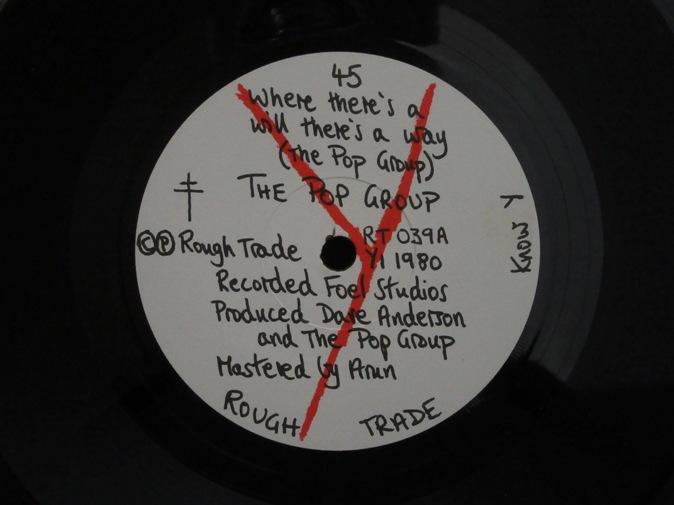 45
Where there's a
will there's a way
(The Pop Group)
THE POP GROUP
©℗ Rough Trade
RT 039A
Y1 1980
Know Y
Recorded Foel Studios
Produced Dave Anderson
and The Pop Group
Mastered by Arun
ROUGH TRADE